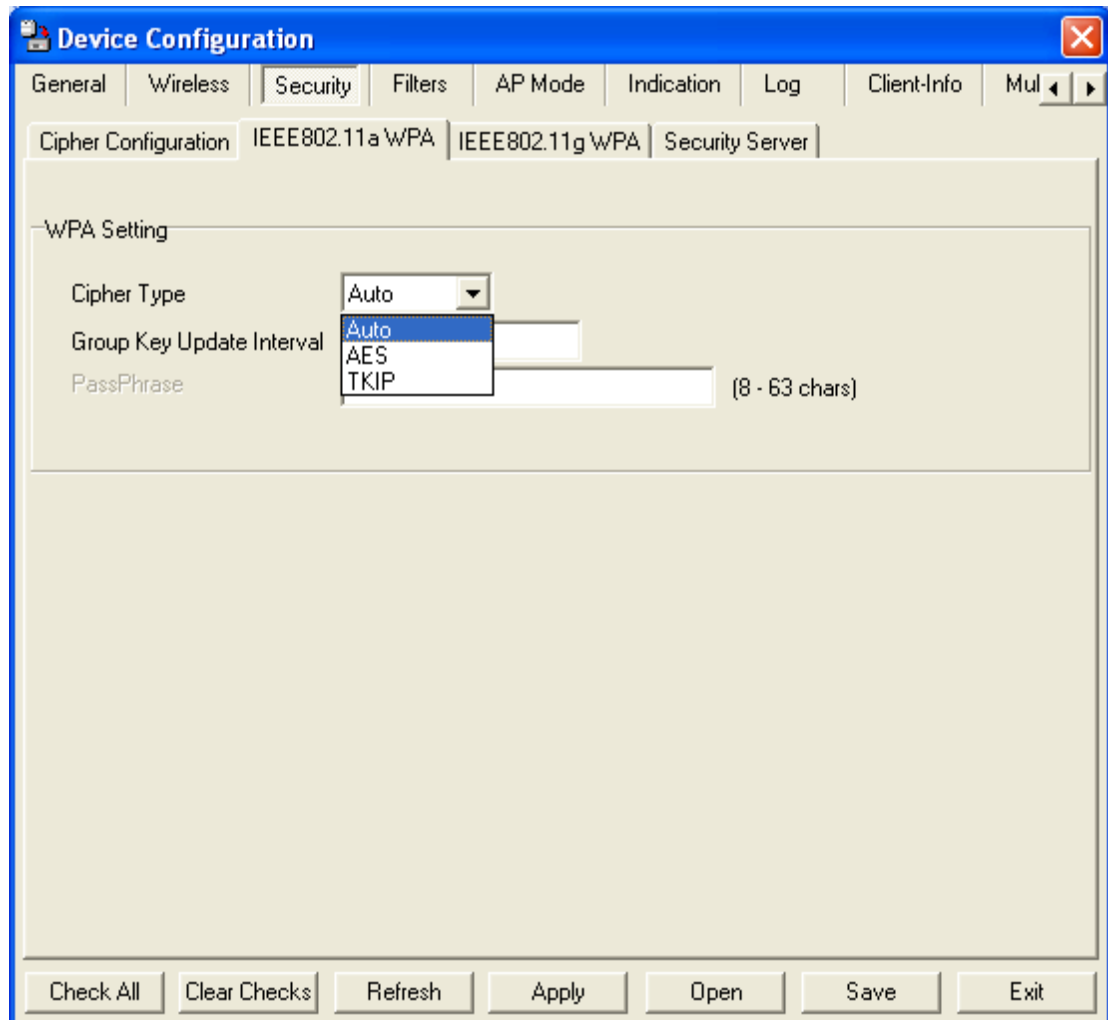 Device Configuration
General Wireless Security Filters AP Mode Indication Log Client-Info Mul
Cipher Configuration IEEE802.11a WPA IEEE802.11g WPA Security Server
WPA Setting
Cipher Type Auto
Auto
Group Key Update Interval
AES
PassPhrase (8 - 63 chars)
TKIP
Check All Clear Checks Refresh Apply Open Save Exit